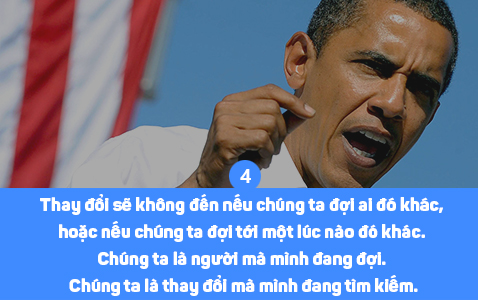 4
Thay đổi sẽ không đến nếu chúng ta đợi ai đó khác,
hoặc nếu chúng ta đợi tới một lúc nào đó khác.
Chúng ta là người mà mình đang đợi.
Chúng ta là thay đổi mà mình đang tìm kiếm.